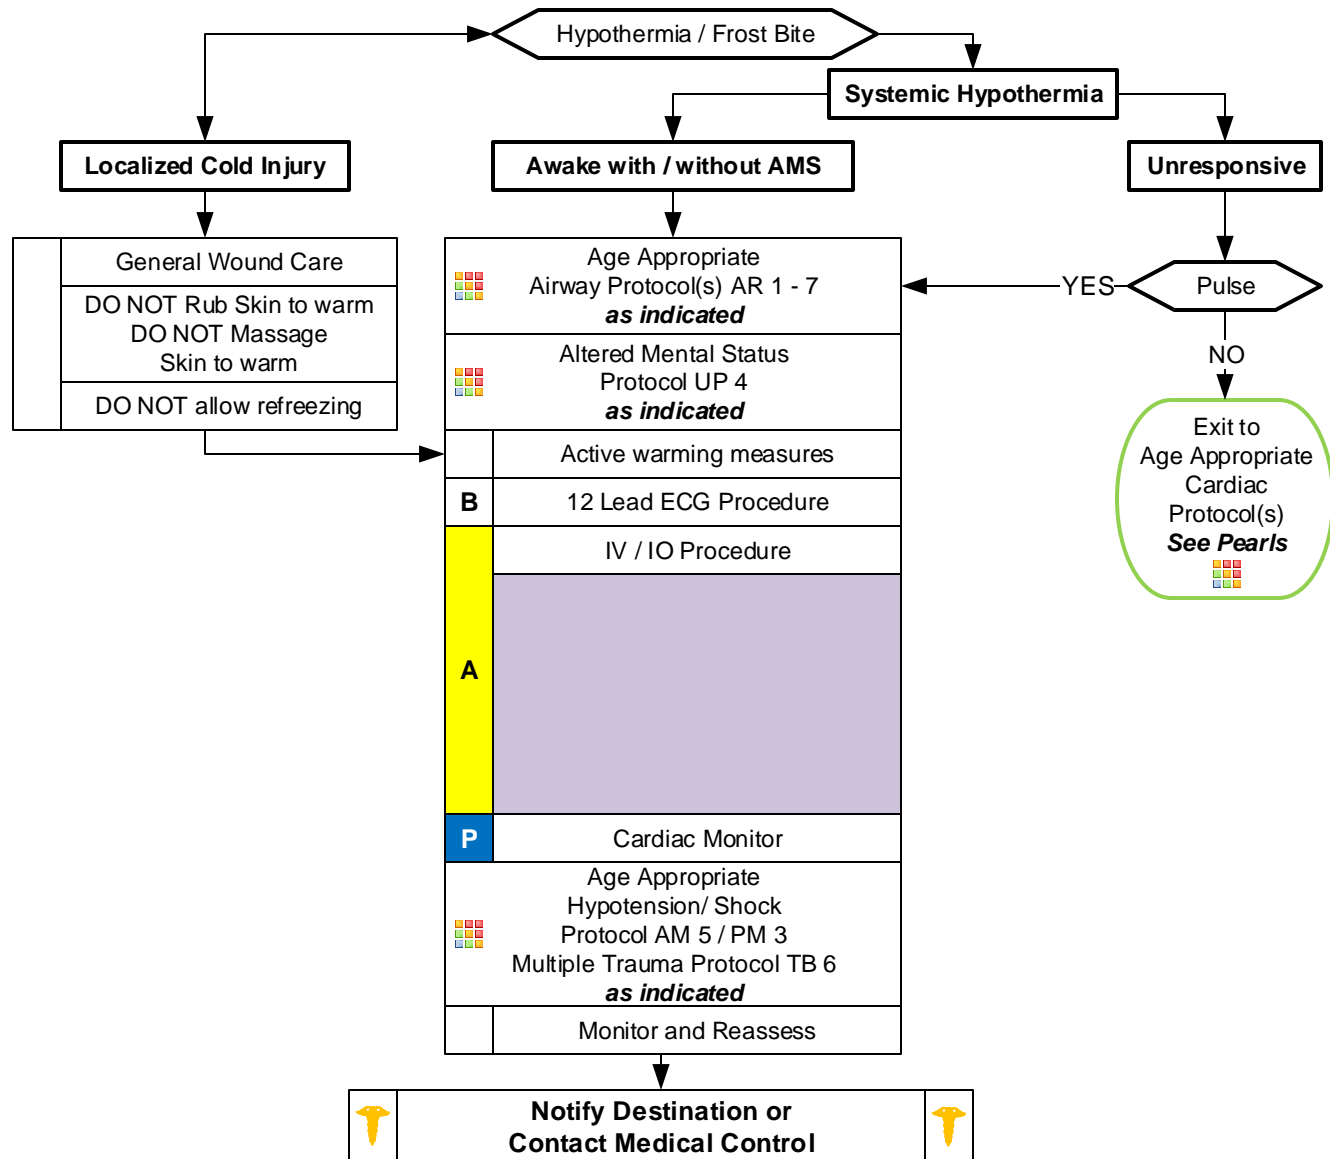 Hypothermia / Frost Bite
Systemic Hypothermia
Localized Cold Injury
Awake with / without AMS
Unresponsive
General Wound Care
DO NOT Rub Skin to warm
DO NOT Massage
Skin to warm
DO NOT allow refreezing
Age Appropriate
Airway Protocol(s) AR 1 - 7
as indicated
YES
Pulse
NO
Altered Mental Status
Protocol UP 4
as indicated
Exit to
Age Appropriate
Cardiac
Protocol(s)
See Pearls
Active warming measures
B
12 Lead ECG Procedure
IV / IO Procedure
A
P
Cardiac Monitor
Age Appropriate
Hypotension/ Shock
Protocol AM 5 / PM 3
Multiple Trauma Protocol TB 6
as indicated
Monitor and Reassess
Notify Destination or
Contact Medical Control